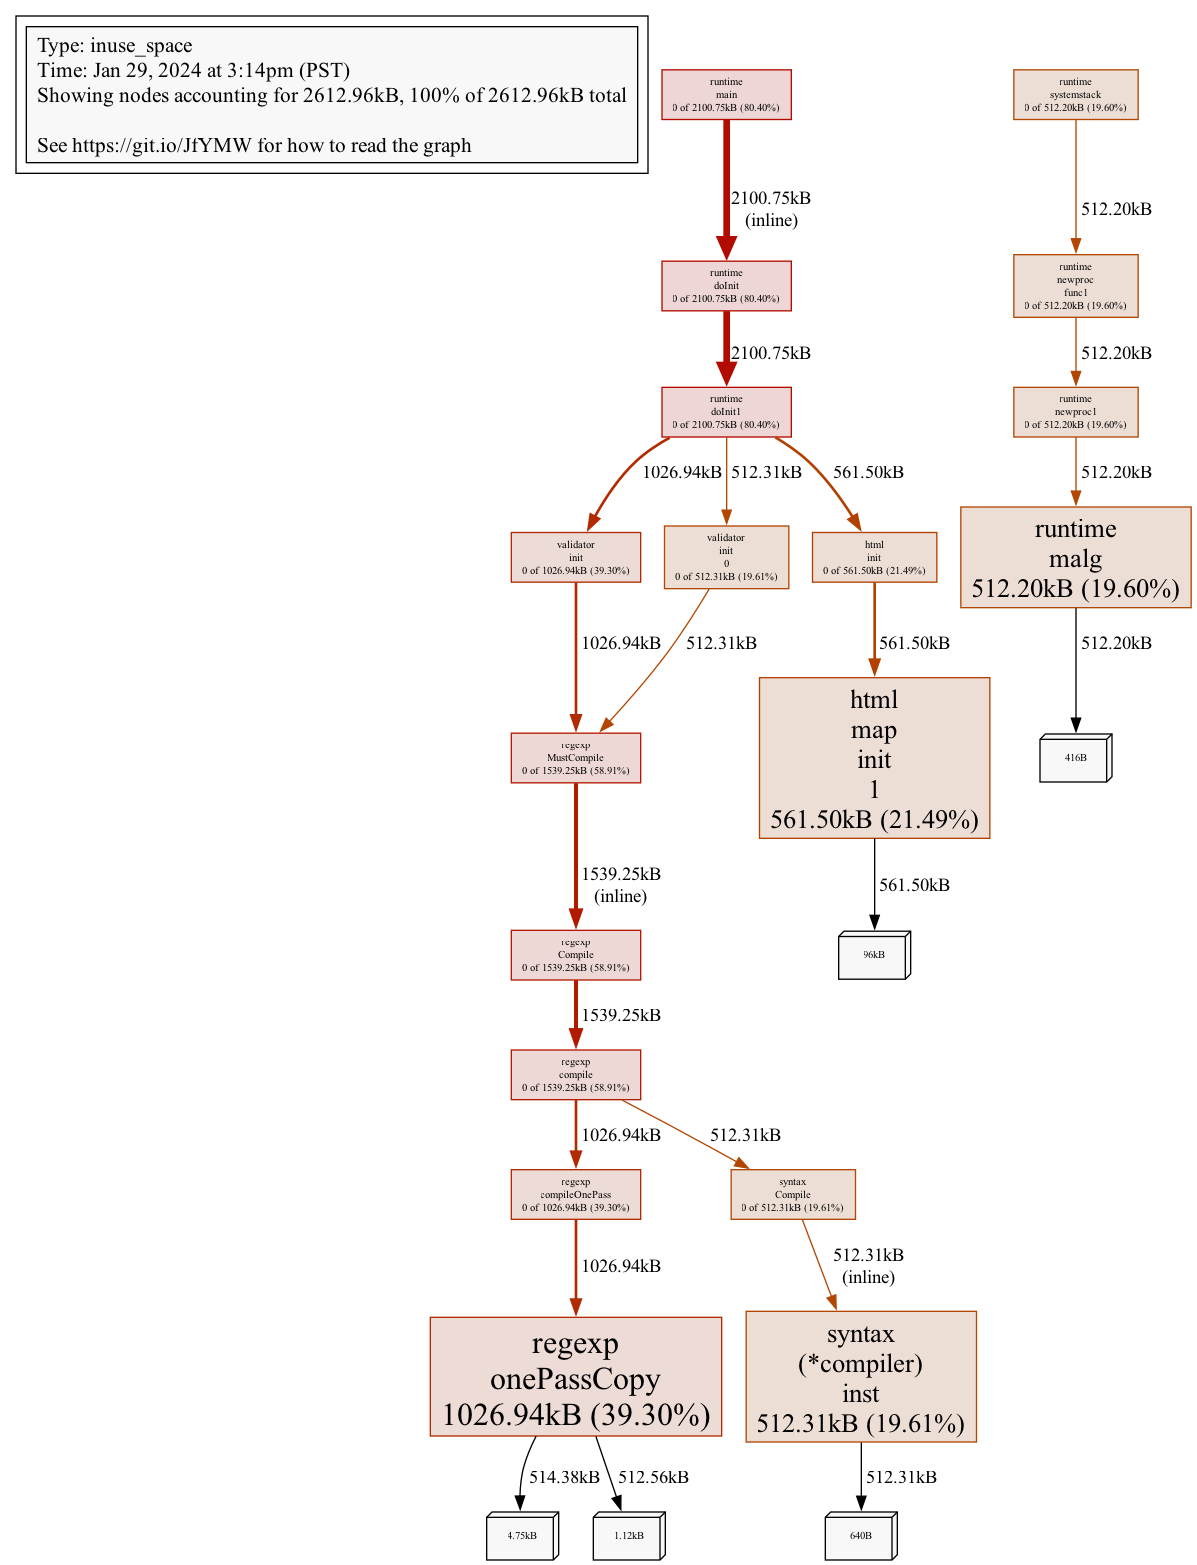 Type: inuse_space
Time: Jan 29, 2024 at 3:14pm (PST)
Showing nodes accounting for 2612.96kB, 100% of 2612.96kB total
See https://git.io/JfYMW for how to read the graph
runtime
main
0 of 2100.75kB (80.40%)
runtime
systemstack
0 of 512.20kB (19.60%)
2100.75kB
(inline)
512.20kB
runtime
doInit
0 of 2100.75kB (80.40%)
runtime
newproc
func1
0 of 512.20kB (19.60%)
2100.75kB
512.20kB
runtime
doInit1
0 of 2100.75kB (80.40%)
runtime
newproc1
0 of 512.20kB (19.60%)
1026.94kB
512.31kB
561.50kB
512.20kB
validator
init
0 of 1026.94kB (39.30%)
validator
init
0
0 of 512.31kB (19.61%)
html
init
0 of 561.50kB (21.49%)
runtime
malg
512.20kB (19.60%)
1026.94kB
512.31kB
561.50kB
512.20kB
regexp
MustCompile
0 of 1539.25kB (58.91%)
html
map
init
1
561.50kB (21.49%)
416B
1539.25kB
(inline)
561.50kB
regexp
Compile
0 of 1539.25kB (58.91%)
96kB
1539.25kB
regexp
compile
0 of 1539.25kB (58.91%)
1026.94kB
512.31kB
regexp
compileOnePass
0 of 1026.94kB (39.30%)
syntax
Compile
0 of 512.31kB (19.61%)
1026.94kB
512.31kB
(inline)
regexp
onePassCopy
1026.94kB (39.30%)
syntax
(*compiler)
inst
512.31kB (19.61%)
514.38kB
512.56kB
512.31kB
4.75kB
1.12kB
640B